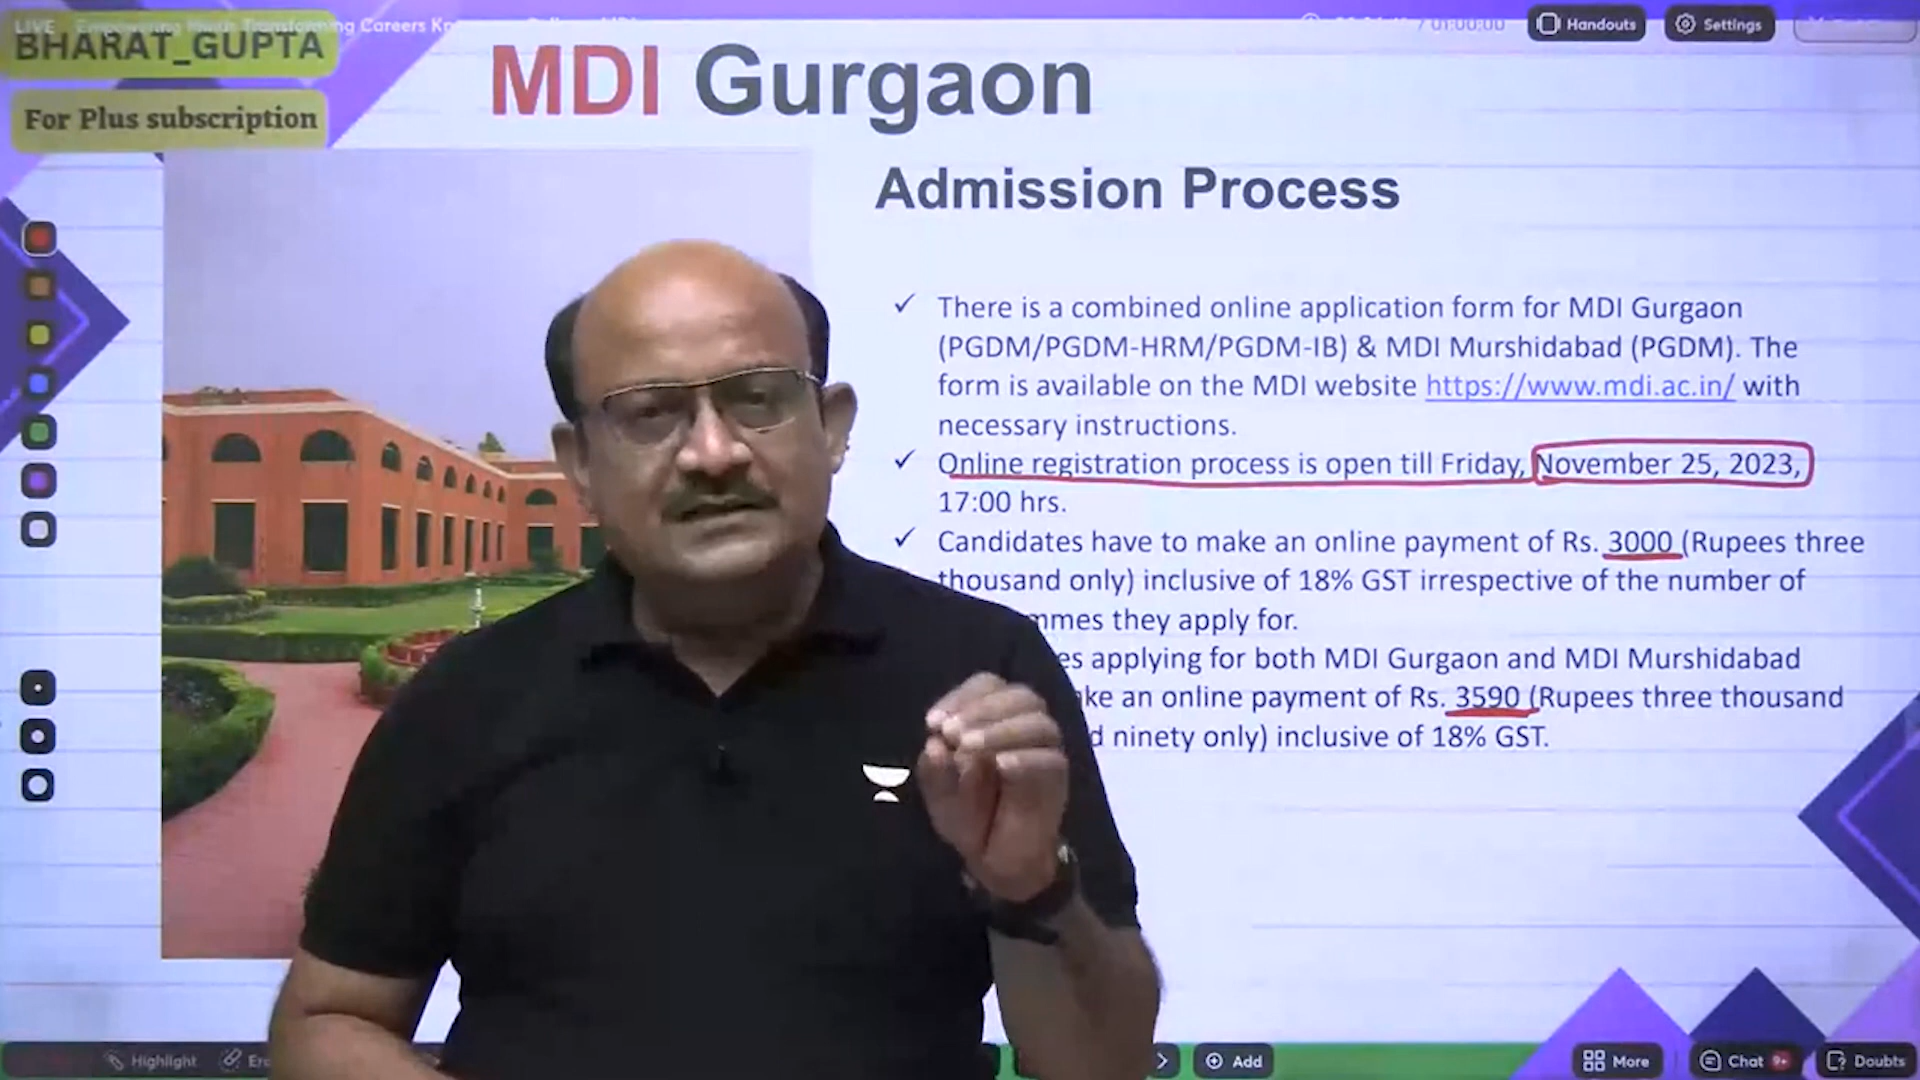 LIVE
/ 01:00:00
Handouts
Settings
BHARAT_GUPTA
For Plus subscription
MDI Gurgaon
Admission Process
✓ There is a combined online application form for MDI Gurgaon
(PGDM/PGDM-HRM/PGDM-IB) & MDI Murshidabad (PGDM). The
form is available on the MDI website https://www.mdi.ac.in/ with
necessary instructions.
✓ Online registration process is open till Friday, November 25, 2023,
17:00 hrs.
✓ Candidates have to make an online payment of Rs. 3000 (Rupees three
thousand only) inclusive of 18% GST irrespective of the number of
they apply for.
applying for both MDI Gurgaon and MDI Murshidabad
an online payment of Rs. 3590 (Rupees three thousand
ninety only) inclusive of 18% GST.
Highlight
Add
More
Chat 9+
Doubts